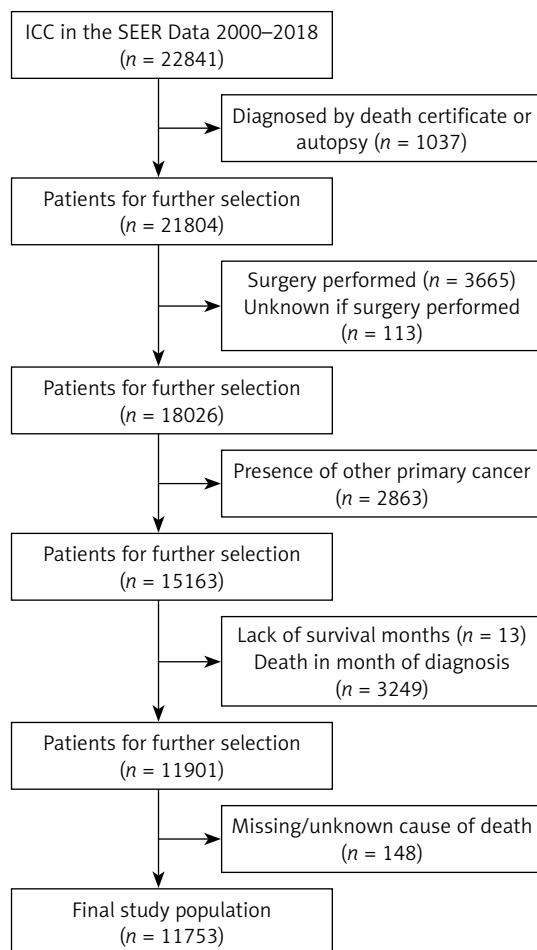 ICC in the SEER Data 2000–2018
(n = 22841)
Diagnosed by death certificate or
autopsy (n = 1037)
Patients for further selection
(n = 21804)
Surgery performed (n = 3665)
Unknown if surgery performed
(n = 113)
Patients for further selection
(n = 18026)
Presence of other primary cancer
(n = 2863)
Patients for further selection
(n = 15163)
Lack of survival months (n = 13)
Death in month of diagnosis
(n = 3249)
Patients for further selection
(n = 11901)
Missing/unknown cause of death
(n = 148)
Final study population
(n = 11753)